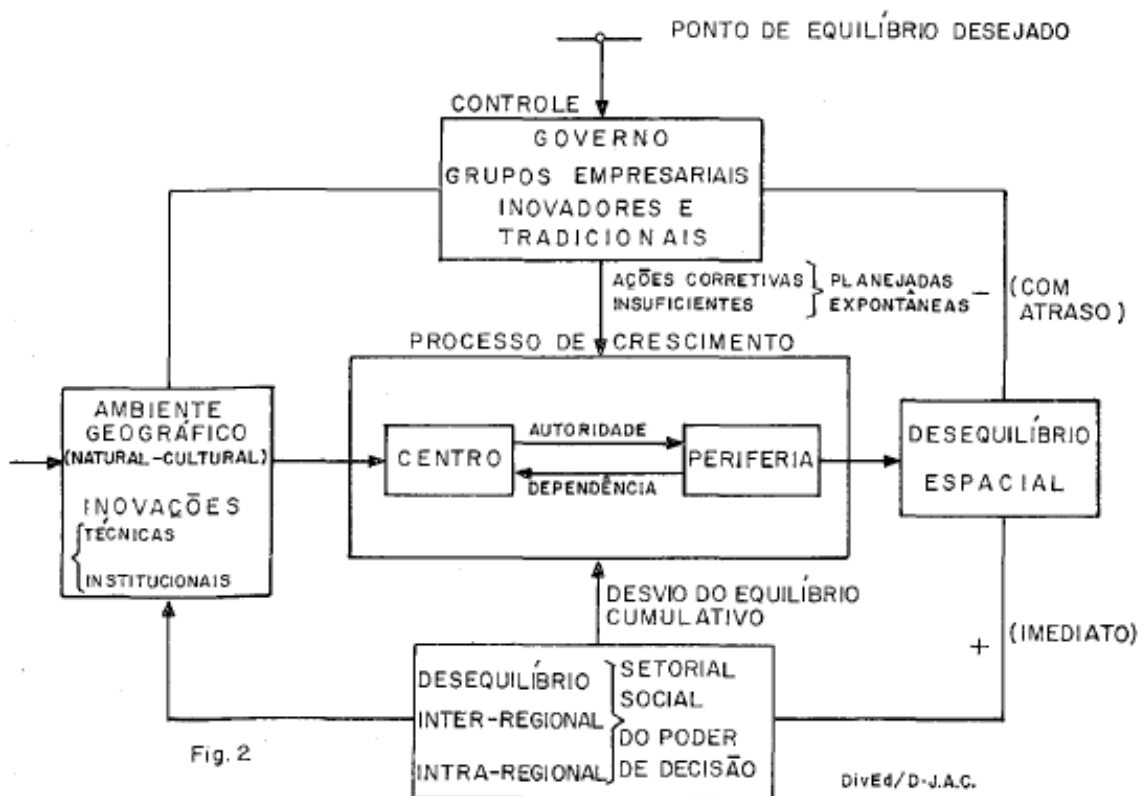 PONTO DE EQUILÍBRIO DESEJADO
CONTROLE
GOVERNO
GRUPOS EMPRESARIAIS
INOVADORES E
TRADICIONAIS
AÇÕES CORRETIVAS
INSUFICIENTES
PLANEJADAS
EXPONTÂNEAS
−
(COM
ATRASO)
PROCESSO DE CRESCIMENTO
AMBIENTE
GEOGRÁFICO
(NATURAL-CULTURAL)
INOVAÇÕES
TÉCNICAS
INSTITUCIONAIS
CENTRO
AUTORIDADE
DEPENDÊNCIA
PERIFERIA
DESEQUILÍBRIO
ESPACIAL
DESVIO DO EQUILÍBRIO
CUMULATIVO
+
(IMEDIATO)
DESEQUILÍBRIO
INTER-REGIONAL
INTRA-REGIONAL
SETORIAL
SOCIAL
DO PODER
DE DECISÃO
Fig. 2
DivEd/D-J.A.C.